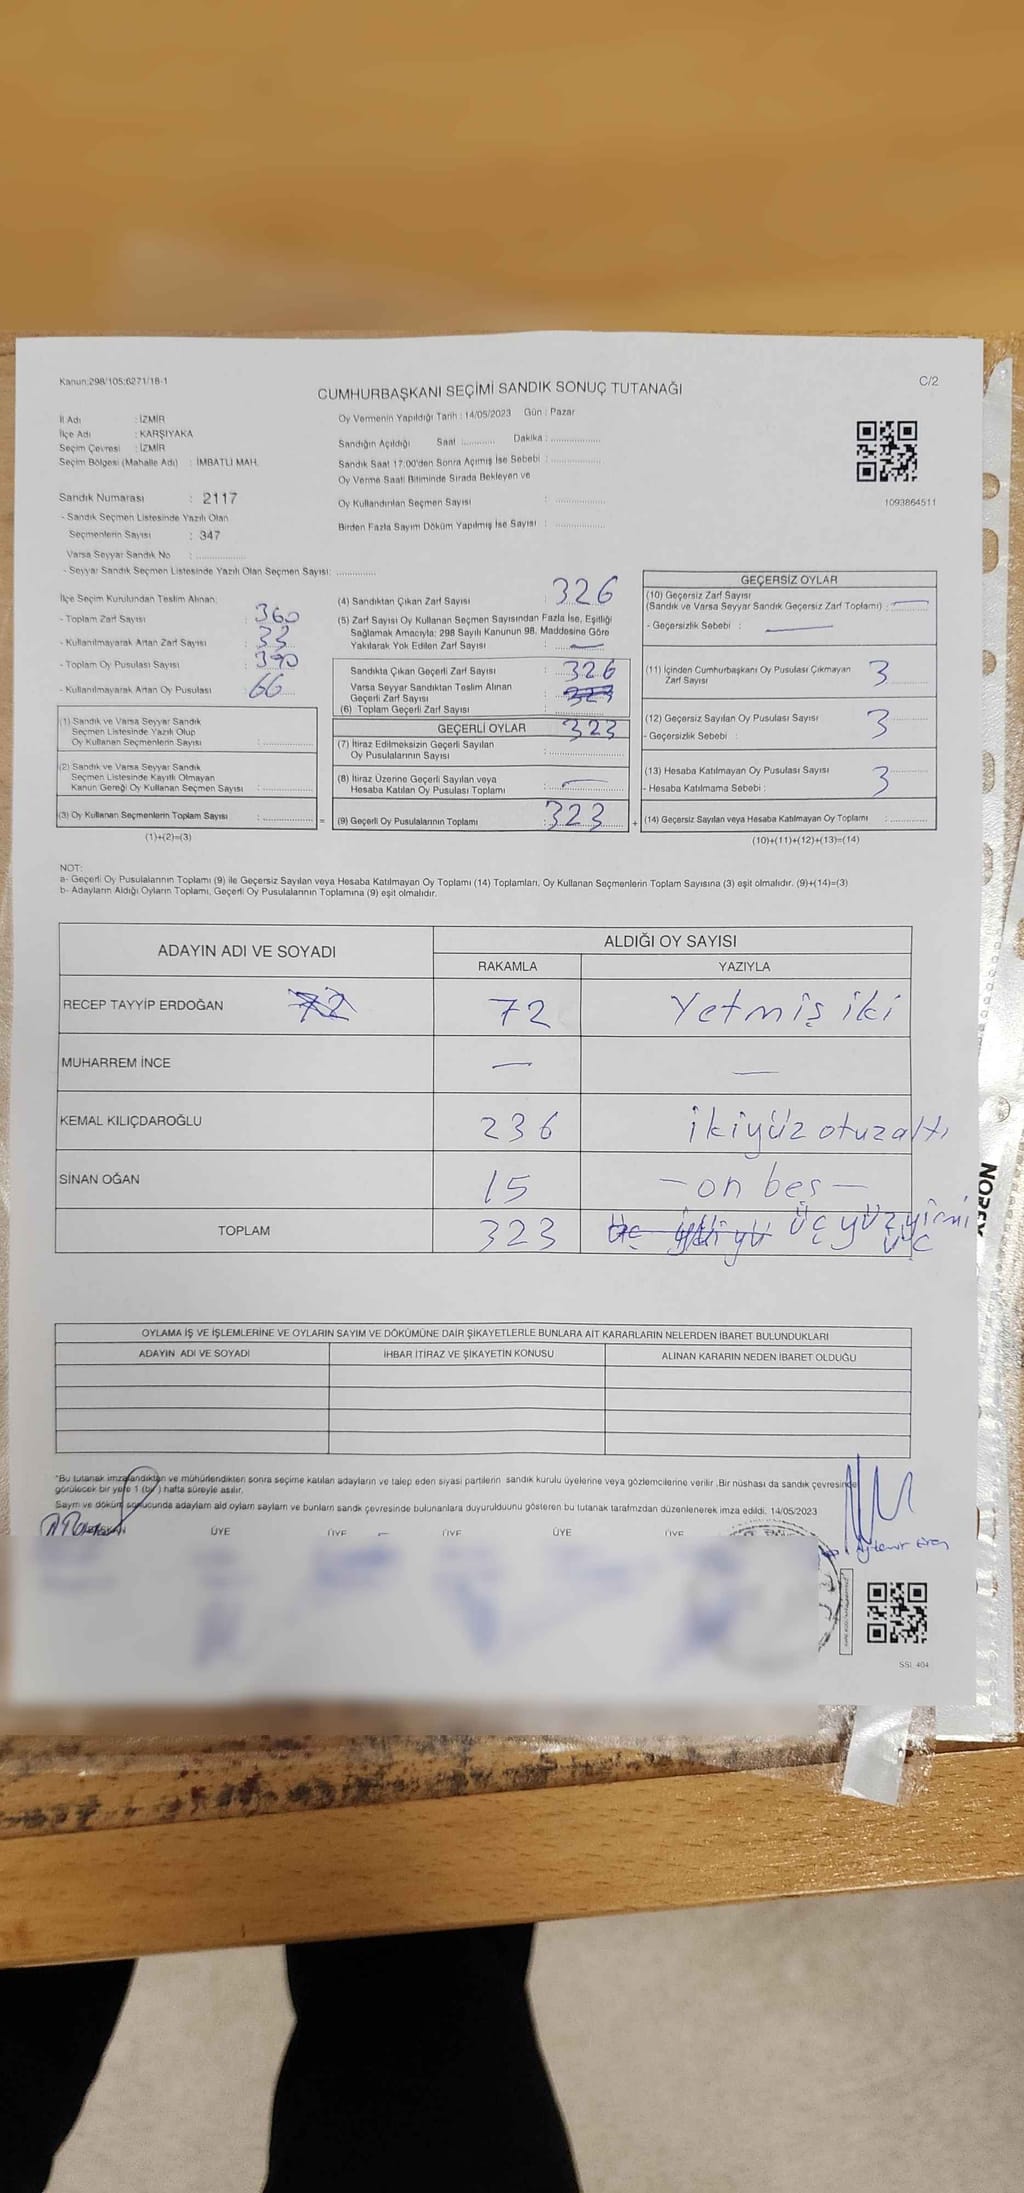 Kanun:298/105;6271/18-1
C/2
CUMHURBAŞKANI SEÇİMİ SANDIK SONUÇ TUTANAĞI
İl Adı : İZMİR
İlçe Adı : KARŞIYAKA
Seçim Çevresi : İZMİR
Seçim Bölgesi (Mahalle Adı) : İMBATLI MAH.
Sandık Numarası : 2117
- Sandık Seçmen Listesinde Yazılı Olan
Seçmenlerin Sayısı : 347
Varsa Seyyar Sandık No : ..............
- Seyyar Sandık Seçmen Listesinde Yazılı Olan Seçmen Sayısı: ............
Oy Vermenin Yapıldığı Tarih : 14/05/2023 Gün : Pazar
Sandığın Açıldığı Saat .......... Dakika : ..............
Sandık Saat 17:00'den Sonra Açımış İse Sebebi : ..............
Oy Verme Saati Bitiminde Sırada Bekleyen ve
Oy Kullandırılan Seçmen Sayısı : ..............
Birden Fazla Sayım Döküm Yapılmış İse Sayısı : ..............
1093864511
İlçe Seçim Kurulundan Teslim Alınan:
- Toplam Zarf Sayısı : 360
- Kullanılmayarak Artan Zarf Sayısı : 33
- Toplam Oy Pusulası Sayısı : 390
- Kullanılmayarak Artan Oy Pusulası 66
(1) Sandık ve Varsa Seyyar Sandık
Seçmen Listesinde Yazılı Olup
Oy Kullanan Seçmenlerin Sayısı : ............
(2) Sandık ve Varsa Seyyar Sandık
Seçmen Listesinde Kayıtlı Olmayan
Kanun Gereği Oy Kullanan Seçmen Sayısı : ............
(3) Oy Kullanan Seçmenlerin Toplam Sayısı : ............ =
(1)+(2)=(3)
(4) Sandıktan Çıkan Zarf Sayısı : 326
(5) Zarf Sayısı Oy Kullanan Seçmen Sayısından Fazla İse, Eşitliği
Sağlamak Amacıyla; 298 Sayılı Kanunun 98. Maddesine Göre
Yakılarak Yok Edilen Zarf Sayısı : —
Sandıkta Çıkan Geçerli Zarf Sayısı : 326
Varsa Seyyar Sandıktan Teslim Alınan
Geçerli Zarf Sayısı : 323
(6) Toplam Geçerli Zarf Sayısı
GEÇERLİ OYLAR 323
(7) İtiraz Edilmeksizin Geçerli Sayılan
Oy Pusulalarının Sayısı : ..............
(8) İtiraz Üzerine Geçerli Sayılan veya
Hesaba Katılan Oy Pusulası Toplamı : —
(9) Geçerli Oy Pusulalarının Toplamı : 323 +
GEÇERSİZ OYLAR
(10) Geçersiz Zarf Sayısı
(Sandık ve Varsa Seyyar Sandık Geçersiz Zarf Toplamı) : —
- Geçersizlik Sebebi : —
(11) İçinden Cumhurbaşkanı Oy Pusulası Çıkmayan
Zarf Sayısı 3
(12) Geçersiz Sayılan Oy Pusulası Sayısı : 3
- Geçersizlik Sebebi :
(13) Hesaba Katılmayan Oy Pusulası Sayısı : 3
- Hesaba Katılmama Sebebi :
(14) Geçersiz Sayılan veya Hesaba Katılmayan Oy Toplamı : ............
(10)+(11)+(12)+(13)=(14)
NOT:
a- Geçerli Oy Pusulalarının Toplamı (9) ile Geçersiz Sayılan veya Hesaba Katılmayan Oy Toplamı (14) Toplamları, Oy Kullanan Seçmenlerin Toplam Sayısına (3) eşit olmalıdır. (9)+(14)=(3)
b- Adayların Aldığı Oyların Toplamı, Geçerli Oy Pusulalarının Toplamına (9) eşit olmalıdır.
ADAYIN ADI VE SOYADI ALDIĞI OY SAYISI
RAKAMLA YAZIYLA
RECEP TAYYİP ERDOĞAN 72 72 Yetmiş iki
MUHARREM İNCE — —
KEMAL KILIÇDAROĞLU 236 ikiyüz otuzaltı
SİNAN OĞAN 15 — on beş —
TOPLAM 323 Üç yüz yirmi
üç
OYLAMA İŞ VE İŞLEMLERİNE VE OYLARIN SAYIM VE DÖKÜMÜNE DAİR ŞİKAYETLERLE BUNLARA AİT KARARLARIN NELERDEN İBARET BULUNDUKLARI
ADAYIN ADI VE SOYADI İHBAR İTİRAZ VE ŞİKAYETİN KONUSU ALINAN KARARIN NEDEN İBARET OLDUĞU
"Bu tutanak imzalandıktan ve mühürlendikten sonra seçime katılan adayların ve talep eden siyasi partilerin sandık kurulu üyelerine veya gözlemcilerine verilir .Bir nüshası da sandık çevresinde
görülecek bir yere 1 (bir) hafta süreyle asılır.
Sayım ve döküm sonucunda adayların ald oyların sayların ve bunların sandk çevresinde bulunanlara duyurulduunu gösteren bu tutanak tarafmzdan düzenlenerek imza edildi. 14/05/2023
ÜYE ÜYE ÜYE ÜYE ÜYE
SSL 404